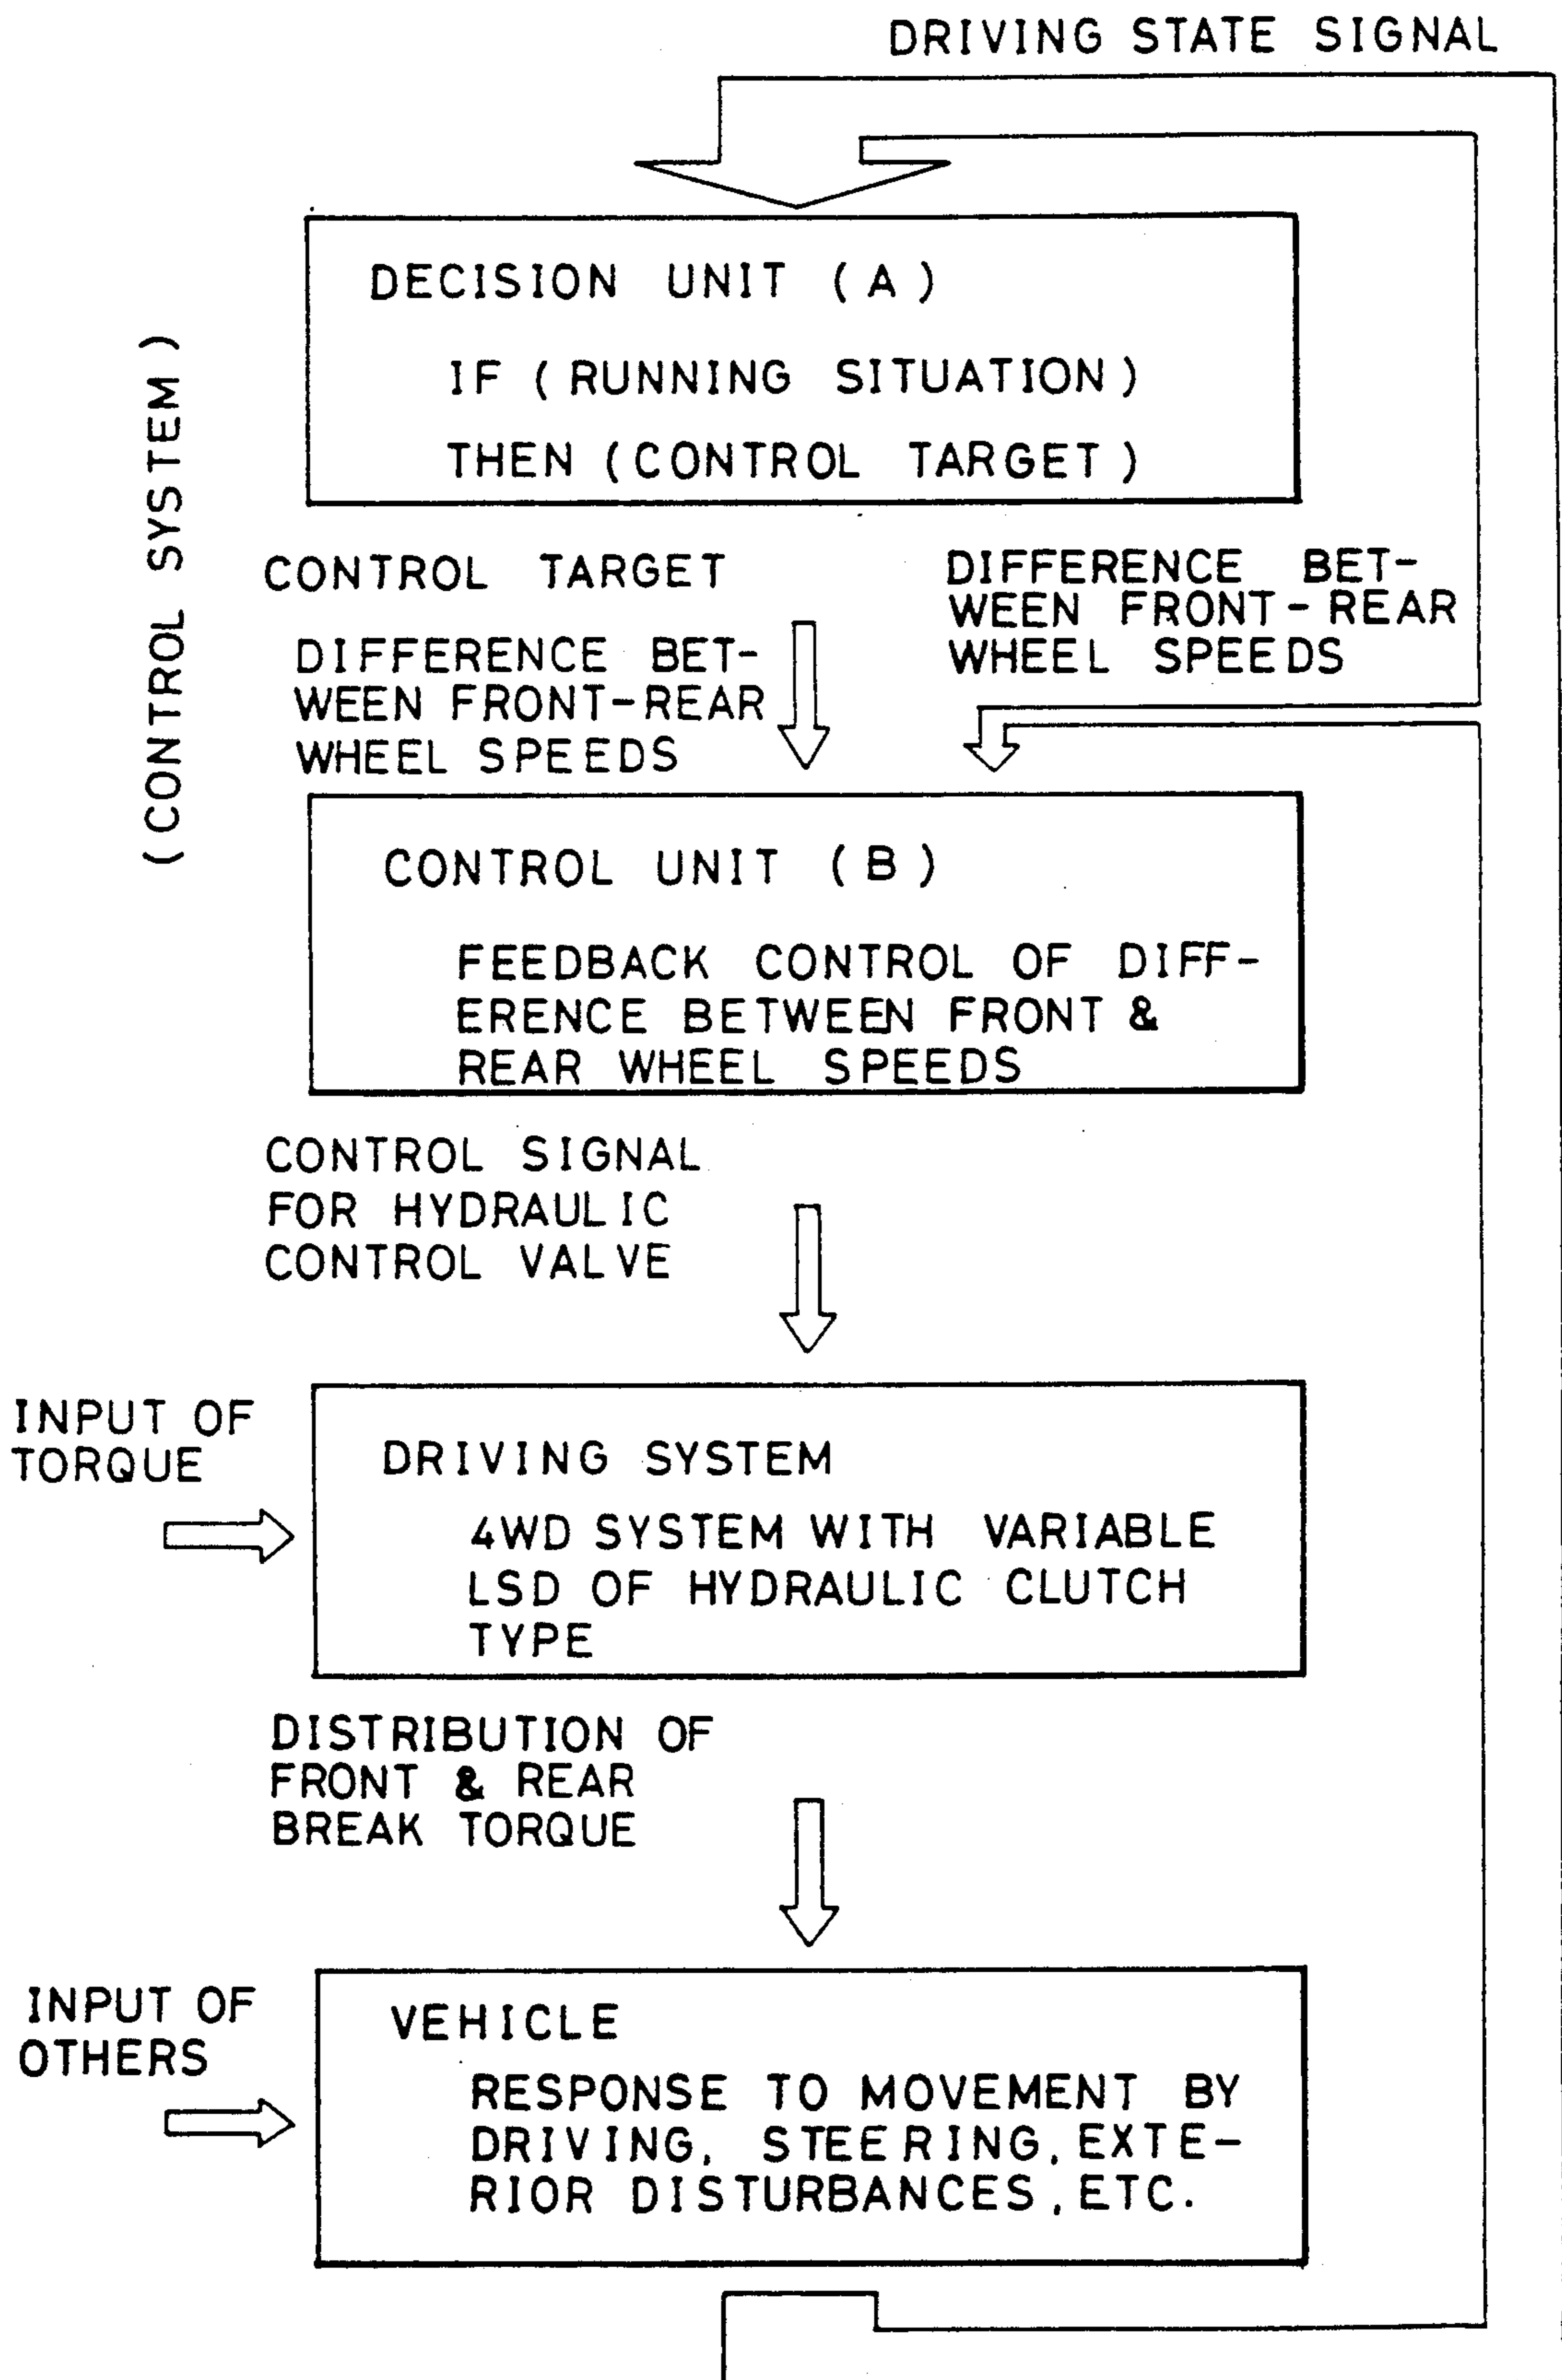 DRIVING STATE SIGNAL
DECISION UNIT (A)
IF (RUNNING SITUATION)
THEN (CONTROL TARGET)
(CONTROL SYSTEM)
CONTROL TARGET
DIFFERENCE BET-
WEEN FRONT-REAR
WHEEL SPEEDS
DIFFERENCE BET-
WEEN FRONT-REAR
WHEEL SPEEDS
CONTROL UNIT (B)
FEEDBACK CONTROL OF DIFF-
ERENCE BETWEEN FRONT &
REAR WHEEL SPEEDS
CONTROL SIGNAL
FOR HYDRAULIC
CONTROL VALVE
INPUT OF
TORQUE
DRIVING SYSTEM
4WD SYSTEM WITH VARIABLE
LSD OF HYDRAULIC CLUTCH
TYPE
DISTRIBUTION OF
FRONT & REAR
BREAK TORQUE
INPUT OF
OTHERS
VEHICLE
RESPONSE TO MOVEMENT BY
DRIVING, STEERING, EXTE-
RIOR DISTURBANCES, ETC.